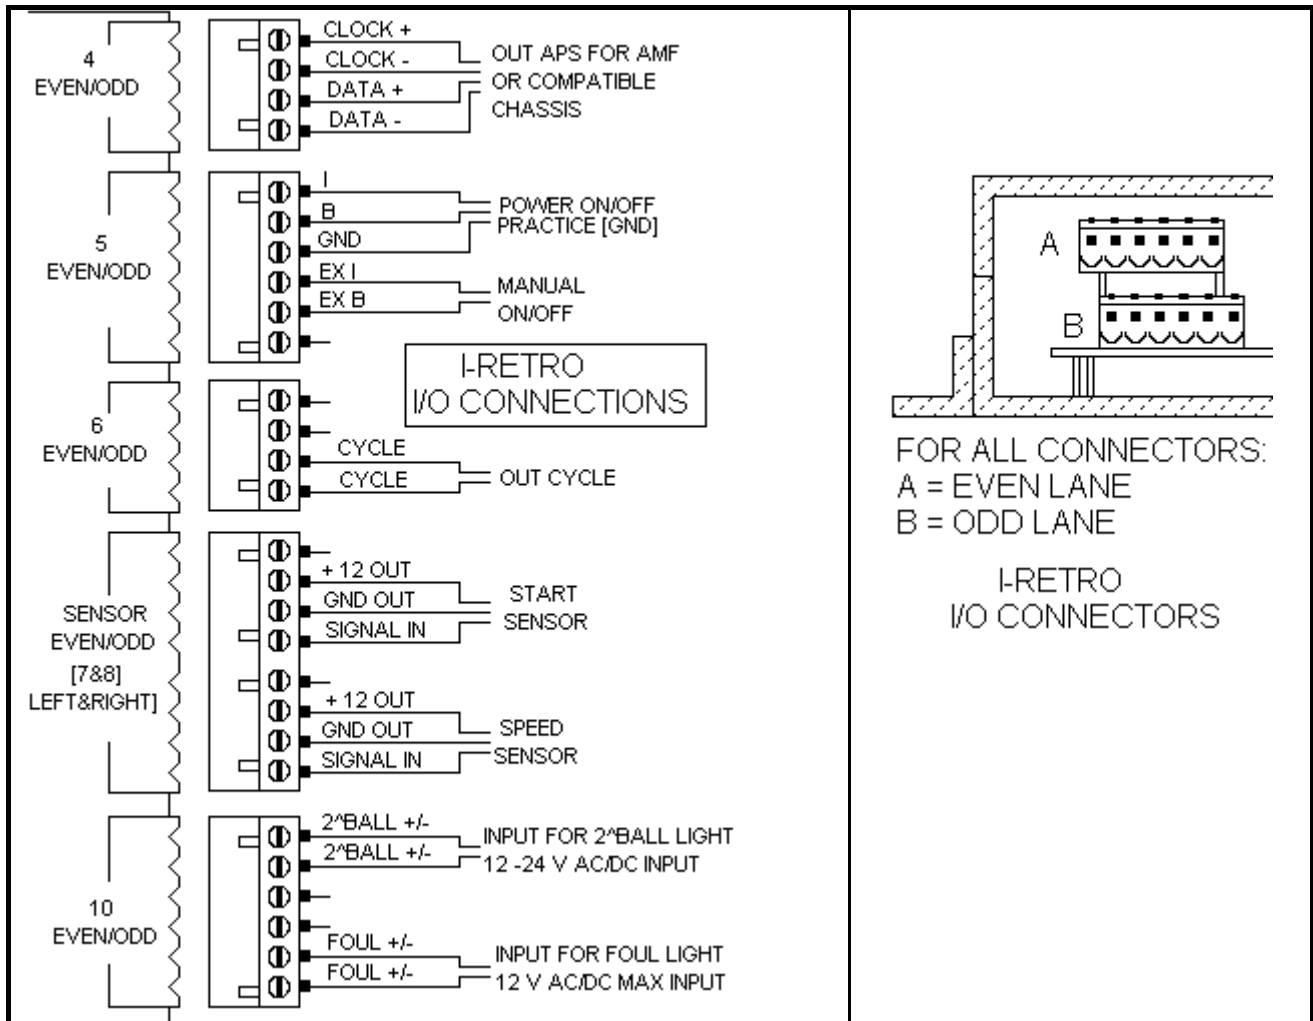 4
EVEN/ODD
CLOCK +
CLOCK -
DATA +
DATA -
OUT APS FOR AMF
OR COMPATIBLE
CHASSIS
5
EVEN/ODD
I
B
GND
EX I
EX B
POWER ON/OFF
PRACTICE [GND]
MANUAL
ON/OFF
I-RETRO
I/O CONNECTIONS
6
EVEN/ODD
CYCLE
CYCLE
OUT CYCLE
SENSOR
EVEN/ODD
[7&8]
LEFT&RIGHT]
+ 12 OUT
GND OUT
SIGNAL IN
START
SENSOR
+ 12 OUT
GND OUT
SIGNAL IN
SPEED
SENSOR
10
EVEN/ODD
2^BALL +/-
2^BALL +/-
INPUT FOR 2^BALL LIGHT
12 -24 V AC/DC INPUT
FOUL +/-
FOUL +/-
INPUT FOR FOUL LIGHT
12 V AC/DC MAX INPUT
A
B
FOR ALL CONNECTORS:
A = EVEN LANE
B = ODD LANE
I-RETRO
I/O CONNECTORS